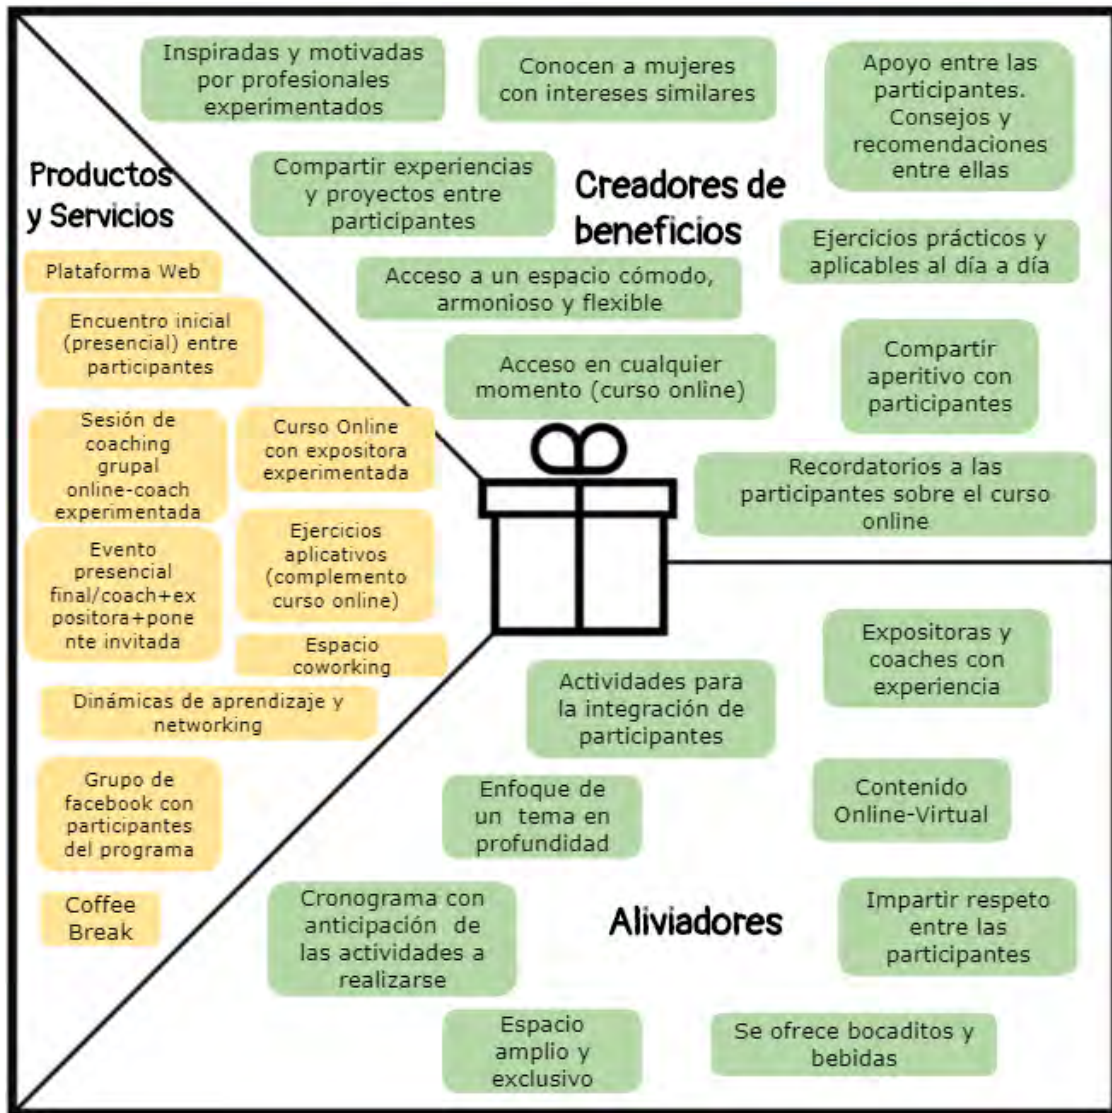 Productos
y Servicios
Plataforma Web
Encuentro inicial
(presencial) entre
participantes
Sesión de
coaching
grupal
online-coach
experimentada
Curso Online
con expositora
experimentada
Evento
presencial
final/coach+ex
positora+pone
nte invitada
Ejercicios
aplicativos
(complemento
curso online)
Espacio
coworking
Dinámicas de aprendizaje y
networking
Grupo de
facebook con
participantes
del programa
Coffee
Break
Inspiradas y motivadas
por profesionales
experimentados
Conocen a mujeres
con intereses similares
Apoyo entre las
participantes.
Consejos y
recomendaciones
entre ellas
Compartir experiencias
y proyectos entre
participantes
Creadores de
beneficios
Ejercicios prácticos y
aplicables al día a día
Acceso a un espacio cómodo,
armonioso y flexible
Acceso en cualquier
momento (curso online)
Compartir
aperitivo con
participantes
Recordatorios a las
participantes sobre el curso
online
Expositoras y
coaches con
experiencia
Actividades para
la integración de
participantes
Enfoque de
un tema en
profundidad
Contenido
Online-Virtual
Cronograma con
anticipación de
las actividades a
realizarse
Aliviadores
Impartir respeto
entre las
participantes
Espacio
amplio y
exclusivo
Se ofrece bocaditos y
bebidas